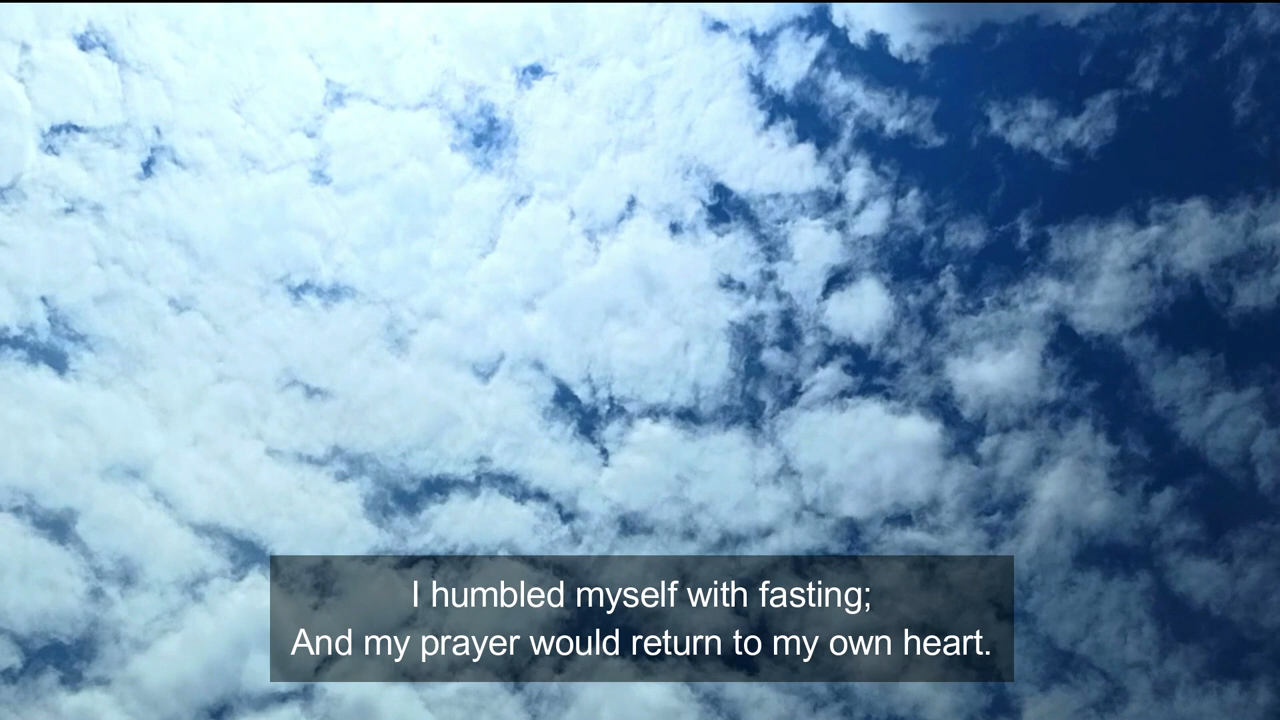 I humbled myself with fasting;
And my prayer would return to my own heart.